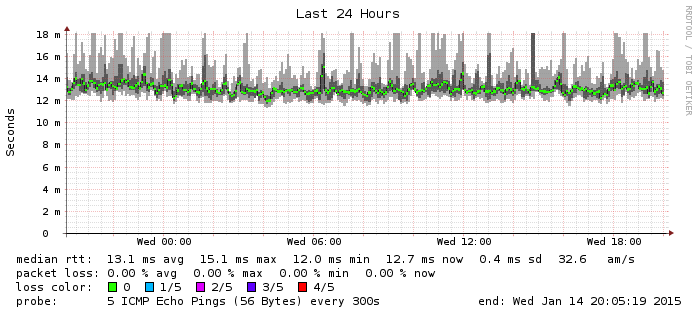 Last 24 Hours
RRDTOOL / TOBI OETIKER
Seconds
18 m
16 m
14 m
12 m
10 m
8 m
6 m
4 m
2 m
0
Wed 00:00 Wed 06:00 Wed 12:00 Wed 18:00
median rtt: 13.1 ms avg 15.1 ms max 12.0 ms min 12.7 ms now 0.4 ms sd 32.6 am/s
packet loss: 0.00 % avg 0.00 % max 0.00 % min 0.00 % now
loss color: 0 1/5 2/5 3/5 4/5
probe: 5 ICMP Echo Pings (56 Bytes) every 300s end: Wed Jan 14 20:05:19 2015